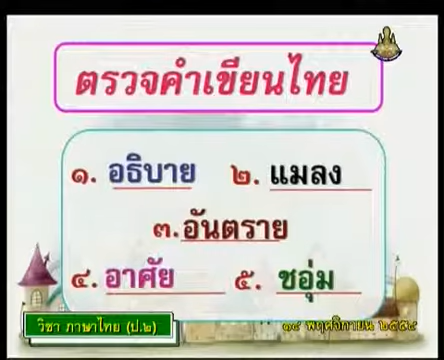 ตรวจคำเขียนไทย
๑. อธิบาย ๒. แมลง
๓. อันตราย
๔. อาศัย ๕. ชอุ่ม
วิชา ภาษาไทย (ป.๒)
พฤศจิกายน ๒๕๕๔